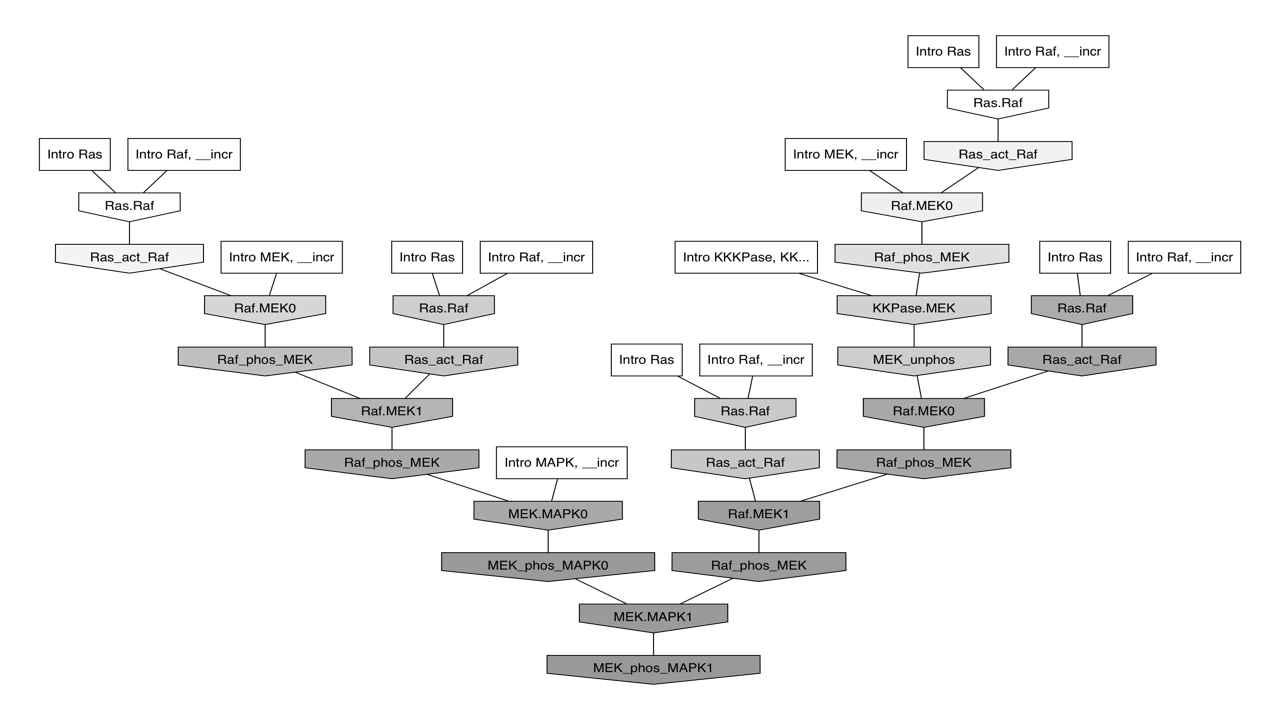 Intro Ras
Intro Raf, __incr
Ras.Raf
Intro Ras
Intro Raf, __incr
Intro MEK, __incr
Ras_act_Raf
Ras.Raf
Raf.MEK0
Ras_act_Raf
Intro MEK, __incr
Intro Ras
Intro Raf, __incr
Intro KKKPase, KK...
Raf_phos_MEK
Intro Ras
Intro Raf, __incr
Raf.MEK0
Ras.Raf
KKPase.MEK
Ras.Raf
Raf_phos_MEK
Ras_act_Raf
Intro Ras
Intro Raf, __incr
MEK_unphos
Ras_act_Raf
Raf.MEK1
Ras.Raf
Raf.MEK0
Raf_phos_MEK
Intro MAPK, __incr
Ras_act_Raf
Raf_phos_MEK
MEK.MAPK0
Raf.MEK1
MEK_phos_MAPK0
Raf_phos_MEK
MEK.MAPK1
MEK_phos_MAPK1